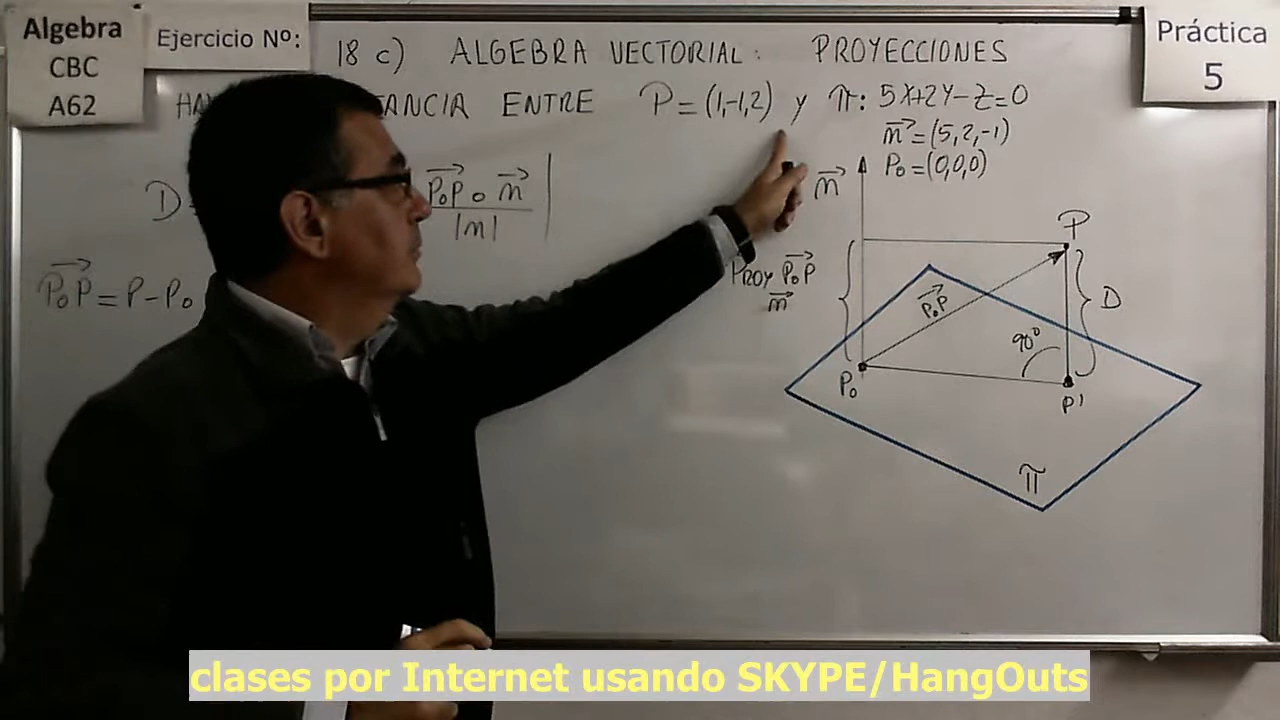 Algebra
CBC
A62
Ejercicio Nº:
18 c) ALGEBRA VECTORIAL: PROYECCIONES
Práctica
5
ENTRE P=(1,-1,2) y π: 5X+2Y-Z=0
n=(5,2,-1)
P₀=(0,0,0)
D
P₀P o n
|n|
P₀P = P-P₀
n
PROY P₀P
n
P
P₀P
D
90°
P₀
P'
π
clases por Internet usando SKYPE/HangOuts